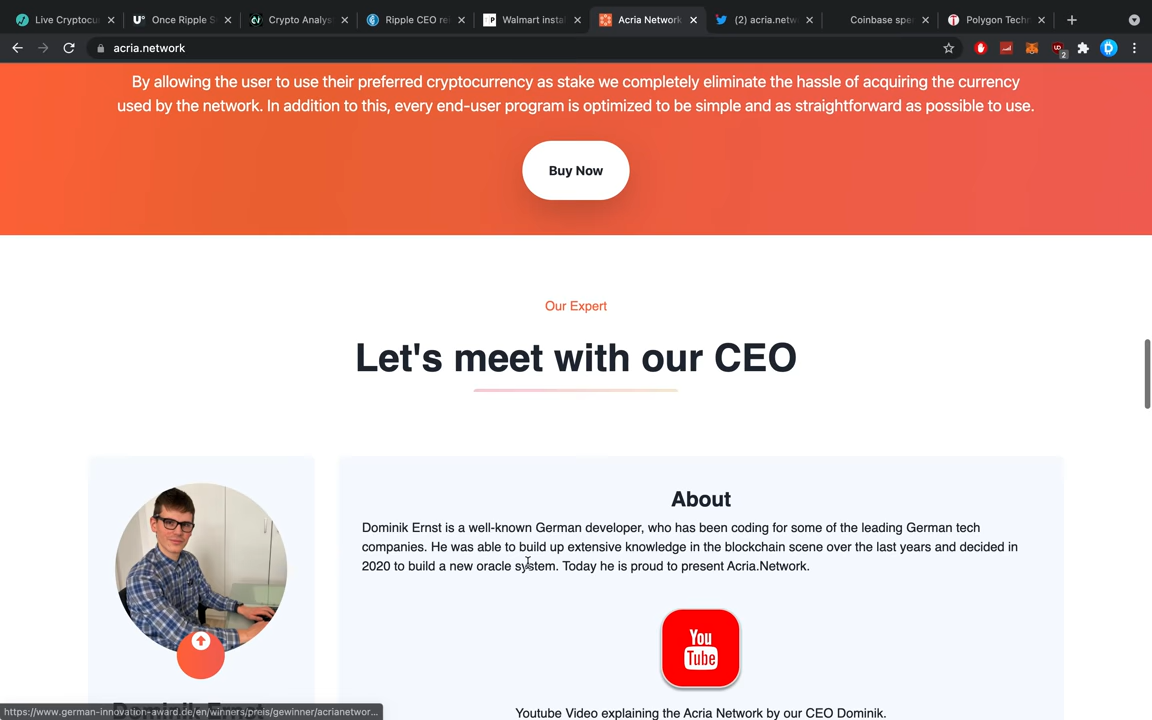 Live Cryptocu
Once Ripple S
Crypto Analys
Ripple CEO re
Walmart insta
Acria Network
(2) acria.netw
Coinbase spe
Polygon Techn
acria.network
2
By allowing the user to use their preferred cryptocurrency as stake we completely eliminate the hassle of acquiring the currency
used by the network. In addition to this, every end-user program is optimized to be simple and as straightforward as possible to use.
Buy Now
Our Expert
Let's meet with our CEO
About
Dominik Ernst is a well-known German developer, who has been coding for some of the leading German tech
companies. He was able to build up extensive knowledge in the blockchain scene over the last years and decided in
2020 to build a new oracle system. Today he is proud to present Acria.Network.
You
Tube
Dominik Ernst
Youtube Video explaining the Acria Network by our CEO Dominik.
https://www.german-innovation-award.de/en/winners/preis/gewinner/acrianetwor...